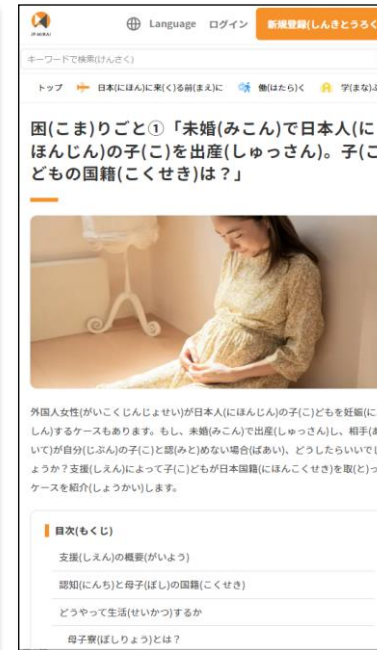 JP-MIRAI
Language ログイン 新規登録(しんきとうろく
キーワードで検索(けんさく)
トップ 日本(にほん)に来(く)る前(まえ)に 働(はたら)く 学(まな)ぶ
困(こま)りごと①「未婚(みこん)で日本人(に
ほんじん)の子(こ)を出産(しゅっさん)。子(こ
どもの国籍(こくせき)は？」
外国人女性(がいこくじんじょせい)が日本人(にほんじん)の子(こ)どもを妊娠(に
しん)するケースもあります。もし、未婚(みこん)で出産(しゅっさん)し、相手(あ
いて)が自分(じぶん)の子(こ)と認(みと)めない場合(ばあい)、どうしたらいいでし
ょうか？支援(しえん)によって子(こ)どもが日本国籍(にほんこくせき)を取(と)っ
ケースを紹介(しょうかい)します。
目次(もくじ)
支援(しえん)の概要(がいよう)
認知(にんち)と母子(ぼし)の国籍(こくせき)
どうやって生活(せいかつ)するか
母子寮(ぼしりょう)とは？